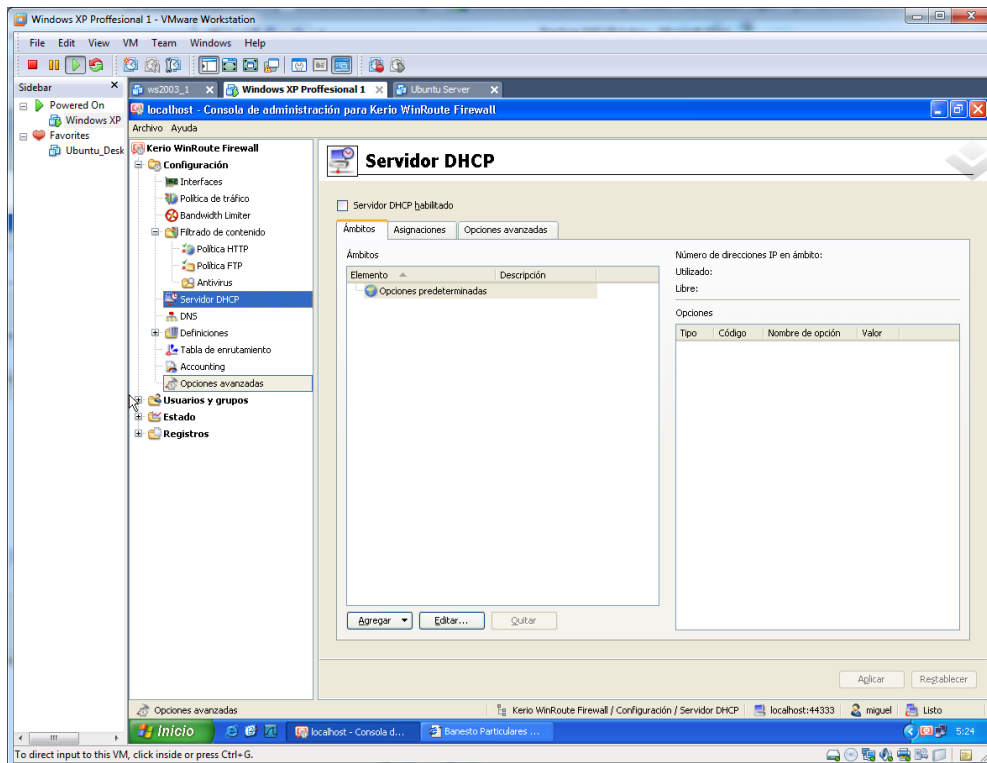 Windows XP Proffesional 1 - VMware Workstation
File Edit View VM Team Windows Help
Sidebar ×
Powered On
Windows XP
Favorites
Ubuntu_Desk
ws2003_1 × Windows XP Proffesional 1 × Ubuntu Server ×
localhost - Consola de administración para Kerio WinRoute Firewall
Archivo Ayuda
Kerio WinRoute Firewall
Configuración
Interfaces
Política de tráfico
Bandwidth Limiter
Filtrado de contenido
Política HTTP
Política FTP
Antivirus
Servidor DHCP
DNS
Definiciones
Tabla de enrutamiento
Accounting
Opciones avanzadas
Usuarios y grupos
Estado
Registros
Servidor DHCP
Servidor DHCP habilitado
Ámbitos Asignaciones Opciones avanzadas
Ámbitos
Elemento Descripción
Opciones predeterminadas
Agregar Editar... Quitar
Número de direcciones IP en ámbito:
Utilizado:
Libre:
Opciones
Tipo Código Nombre de opción Valor
Aplicar Restablecer
Opciones avanzadas Kerio WinRoute Firewall / Configuración / Servidor DHCP localhost:44333 miguel Listo
Inicio localhost - Consola d... Banesto Particulares ... 5:24
To direct input to this VM, click inside or press Ctrl+G.